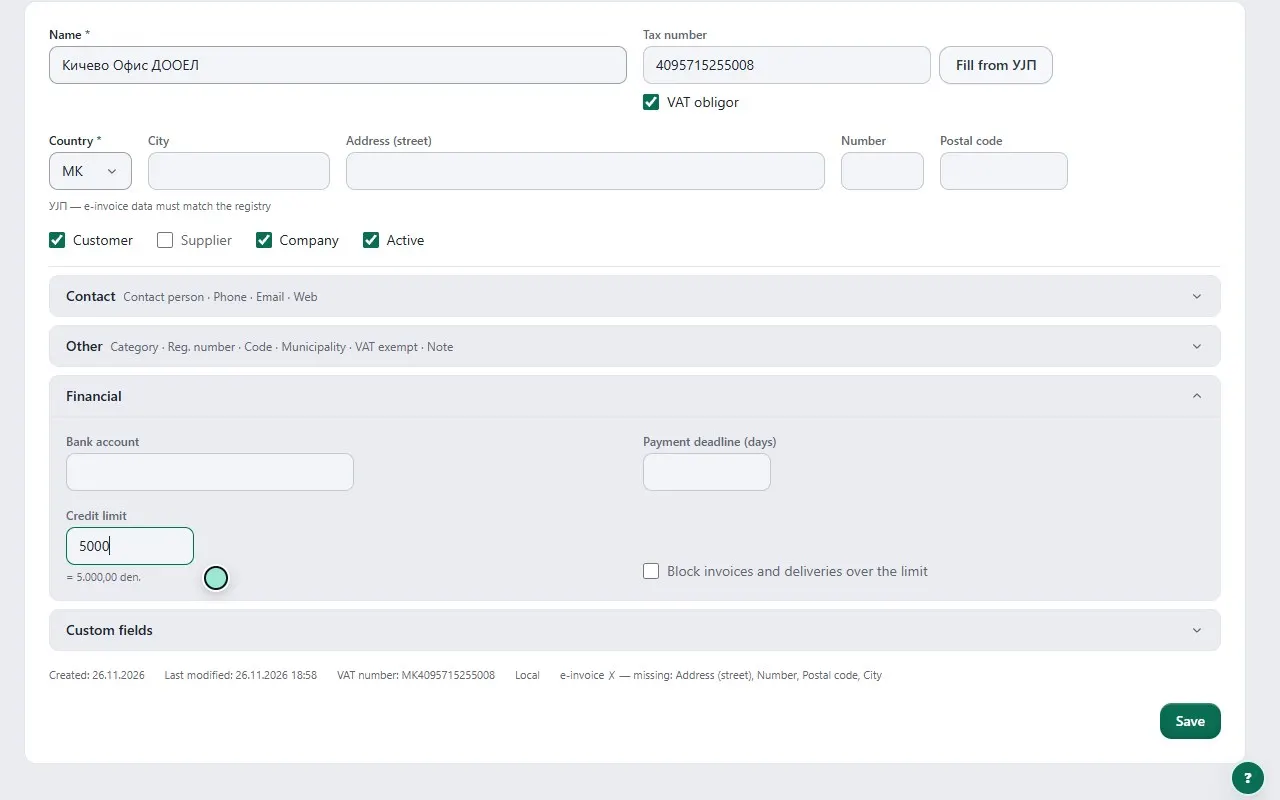 Name *
Tax number
Кичево Офис ДООЕЛ
4095715255008
Fill from УЈП
VAT obligor
Country *
City
Address (street)
Number
Postal code
MK
УЈП — e-invoice data must match the registry
Customer
Supplier
Company
Active
Contact Contact person · Phone · Email · Web
Other Category · Reg. number · Code · Municipality · VAT exempt · Note
Financial
Bank account
Payment deadline (days)
Credit limit
5000
= 5.000,00 den.
Block invoices and deliveries over the limit
Custom fields
Created: 26.11.2026 Last modified: 26.11.2026 18:58 VAT number: MK4095715255008 Local e-invoice ✗ — missing: Address (street), Number, Postal code, City
Save
?